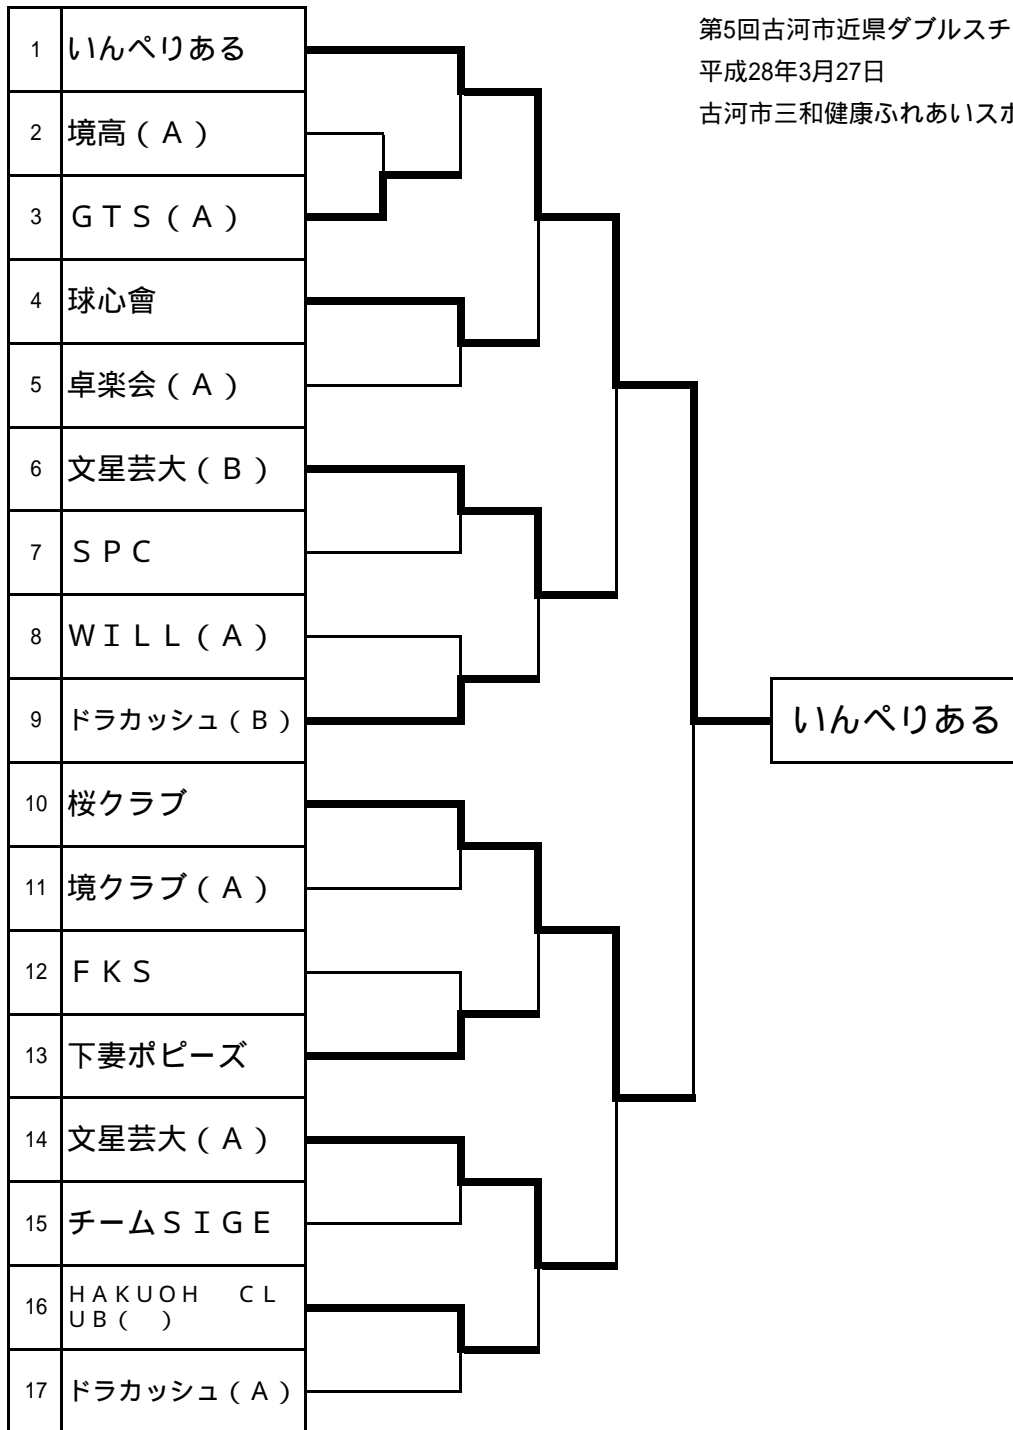 第5回古河市近県ダブルスチ
平成28年3月27日
古河市三和健康ふれあいスポ
1 いんぺりある
2 境高(A)
3 GTS(A)
4 球心會
5 卓楽会(A)
6 文星芸大(B)
7 SPC
8 WILL(A)
9 ドラカッシュ(B)
いんぺりある
10 桜クラブ
11 境クラブ(A)
12 FKS
13 下妻ポピーズ
14 文星芸大(A)
15 チームSIGE
16 HAKUOH CL
UB( )
17 ドラカッシュ(A)